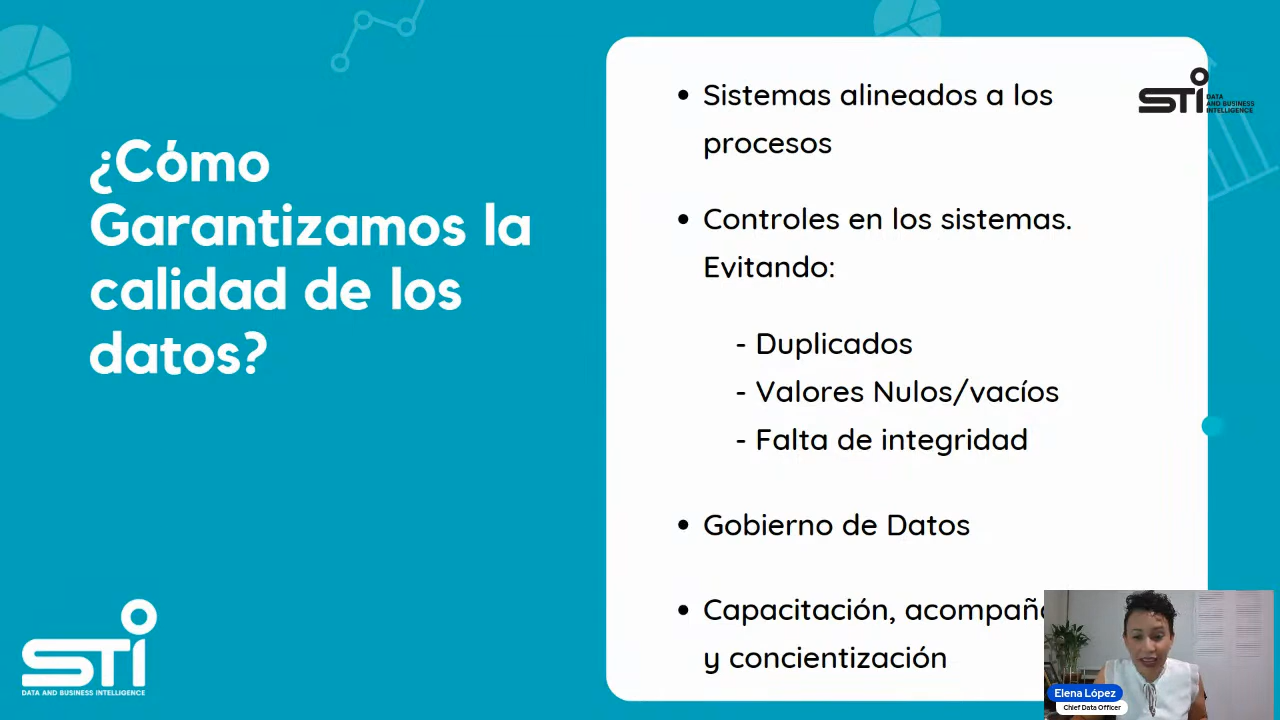 ¿Cómo
Garantizamos la
calidad de los
datos?
STI
DATA AND BUSINESS INTELLIGENCE
Sistemas alineados a los
procesos
Controles en los sistemas.
Evitando:
- Duplicados
- Valores Nulos/vacíos
- Falta de integridad
Gobierno de Datos
Capacitación,
y concientización
STI
DATA
AND BUSINESS
INTELLIGENCE
Elena López
Chief Data Officer